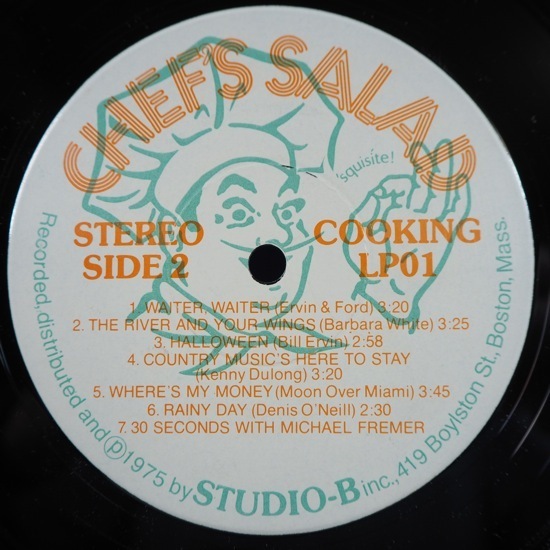 CHEF'S SALAD
'squisite!
STEREO
SIDE 2
COOKING
LP01
1. WAITER, WAITER (Ervin & Ford) 3:20
2. THE RIVER AND YOUR WINGS (Barbara White) 3:25
3. HALLOWEEN (Bill Ervin) 2:58
4. COUNTRY MUSIC'S HERE TO STAY
(Kenny Dulong) 3:20
5. WHERE'S MY MONEY (Moon Over Miami) 3:45
6. RAINY DAY (Denis O'Neill) 2:30
7. 30 SECONDS WITH MICHAEL FREMER
Recorded, distributed and ℗ 1975 by STUDIO-B inc., 419 Boylston St., Boston, Mass.